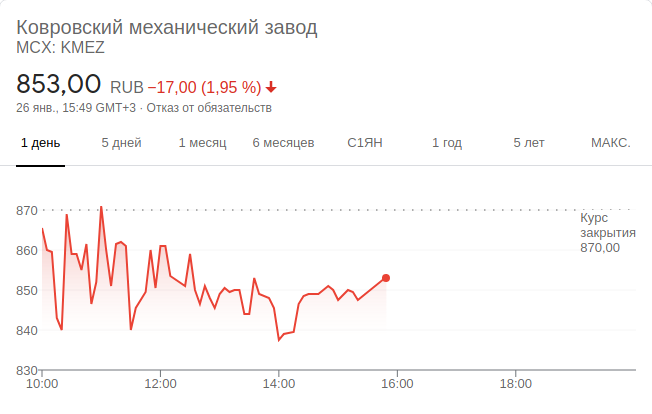 Ковровский механический завод
MCX: KMEZ
853,00 RUB −17,00 (1,95 %)
26 янв., 15:49 GMT+3 · Отказ от обязательств
1 день 5 дней 1 месяц 6 месяцев С1ЯН 1 год 5 лет МАКС.
870
Курс
закрытия
870,00
860
850
840
830
10:00 12:00 14:00 16:00 18:00